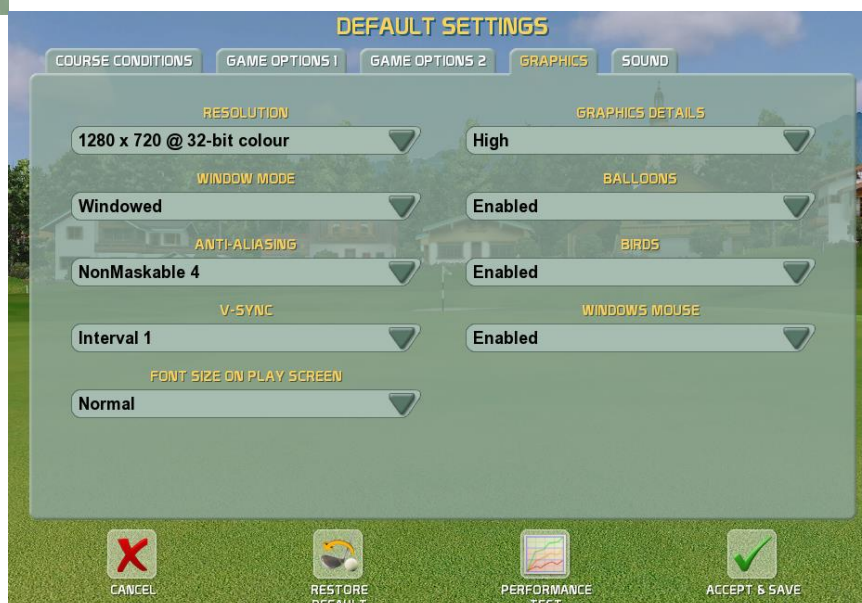 DEFAULT SETTINGS
COURSE CONDITIONS
GAME OPTIONS 1
GAME OPTIONS 2
GRAPHICS
SOUND
RESOLUTION
1280 x 720 @ 32-bit colour
WINDOW MODE
Windowed
ANTI-ALIASING
NonMaskable 4
V-SYNC
Interval 1
FONT SIZE ON PLAY SCREEN
Normal
GRAPHICS DETAILS
High
BALLOONS
Enabled
BIRDS
Enabled
WINDOWS MOUSE
Enabled
CANCEL
RESTORE
DEFAULT
PERFORMANCE
TEST
ACCEPT & SAVE